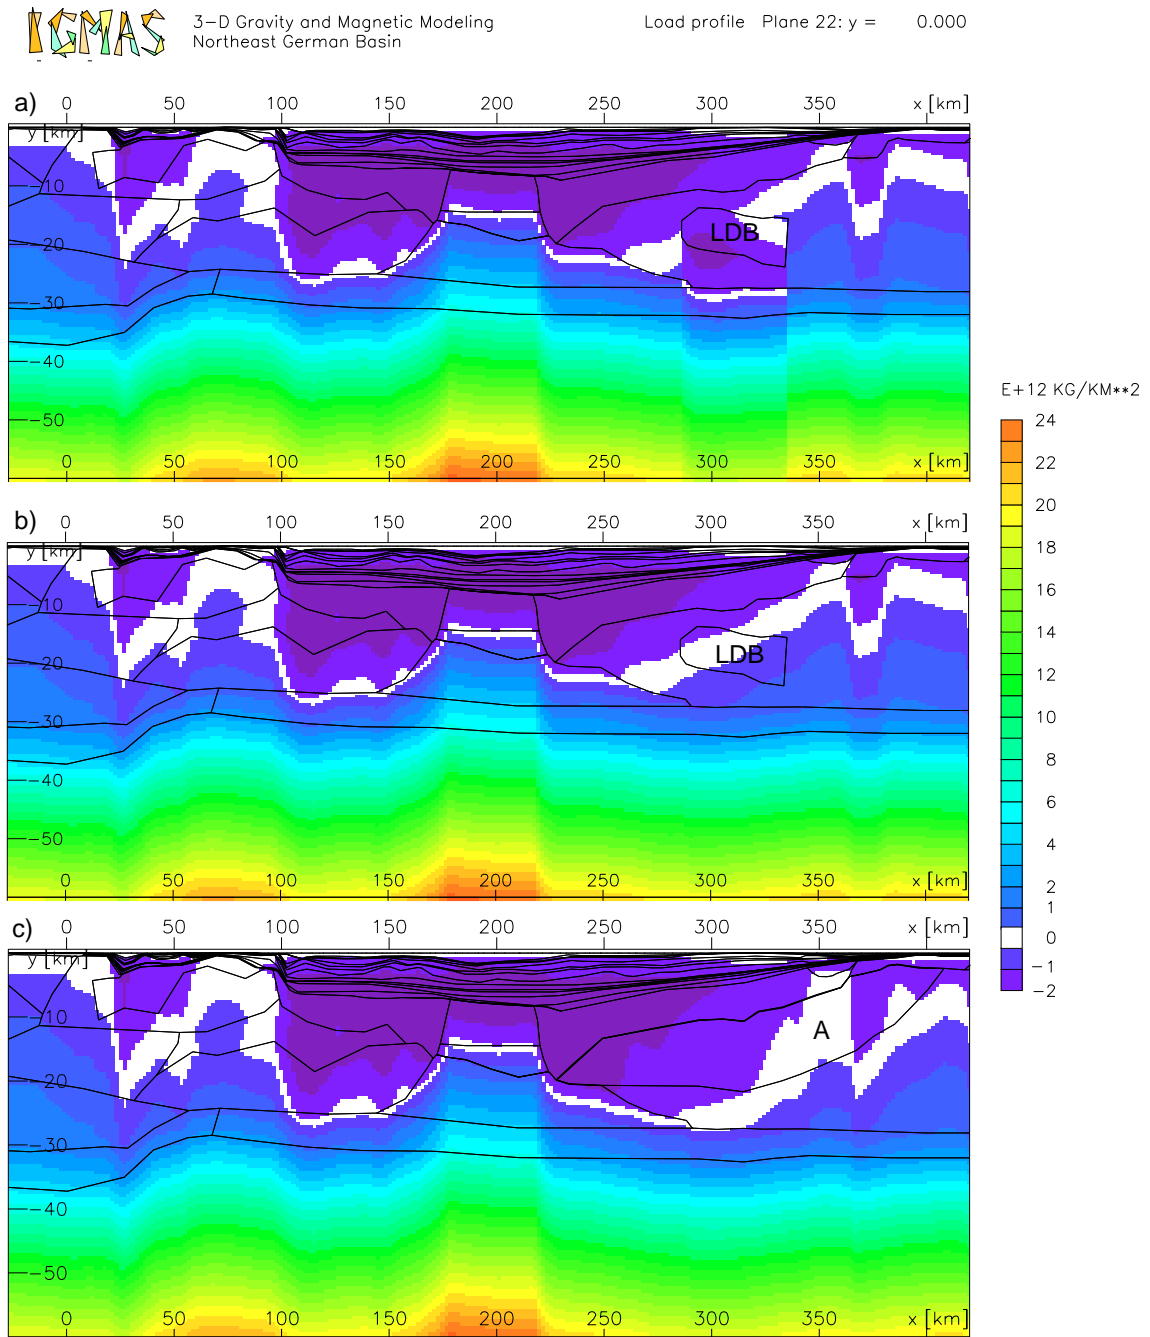 IGMAS
3-D Gravity and Magnetic Modeling
Northeast German Basin
Load profile Plane 22: y = 0.000
a)
0 50 100 150 200 250 300 350 x [km]
y [km]
-10
-20
-30
-40
-50
LDB
0 50 100 150 200 250 300 350 x [km]
b)
0 50 100 150 200 250 300 350 x [km]
y [km]
-10
-20
-30
-40
-50
LDB
0 50 100 150 200 250 300 350 x [km]
c)
0 50 100 150 200 250 300 350 x [km]
y [km]
-10
-20
-30
-40
-50
A
0 50 100 150 200 250 300 350 x [km]
E+12 KG/KM**2
24
22
20
18
16
14
12
10
8
6
4
2
1
0
-1
-2